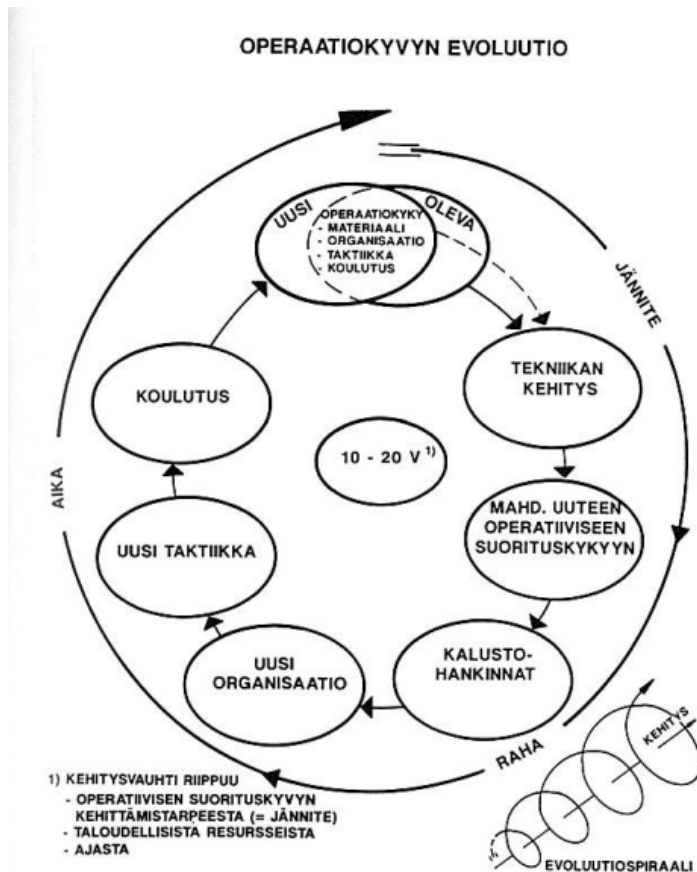 OPERAATIOKYVYN EVOLUUTIO
UUSI
OLEVA
OPERAATIOKYKY
- MATERIAALI
- ORGANISAATIO
- TAKTIIKKA
- KOULUTUS
JÄNNITE
TEKNIIKAN
KEHITYS
MAHD. UUTEEN
OPERATIIVISEEN
SUORITUSKYKYYN
KALUSTO-
HANKINNAT
RAHA
UUSI
ORGANISAATIO
UUSI TAKTIIKKA
KOULUTUS
AIKA
10 - 20 V 1)
1) KEHITYSVAUHTI RIIPPUU
- OPERATIIVISEN SUORITUSKYVYN
KEHITTÄMISTARPEESTA (= JÄNNITE)
- TALOUDELLISISTA RESURSSEISTA
- AJASTA
KEHITYS
EVOLUUTIOSPIRAALI